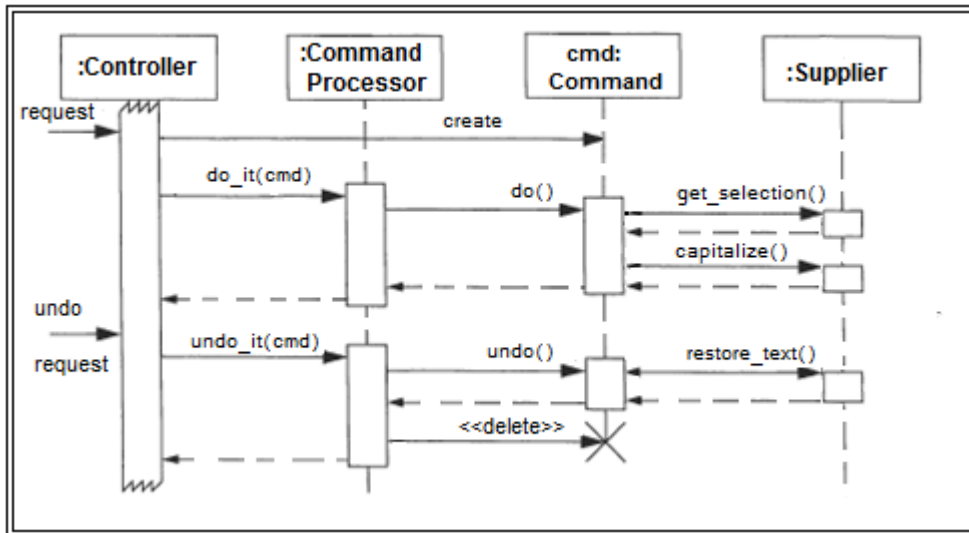 :Controller
:Command
Processor
cmd:
Command
:Supplier
request
create
do_it(cmd)
do()
get_selection()
capitalize()
undo
request
undo_it(cmd)
undo()
restore_text()
<<delete>>